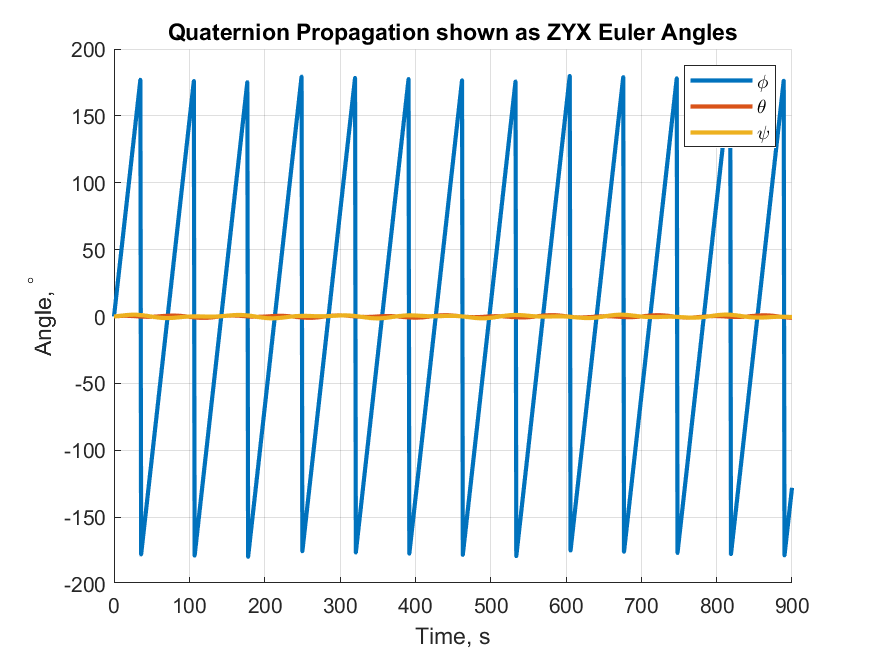 Quaternion Propagation shown as ZYX Euler Angles
200
150
100
50
0
-50
-100
-150
-200
Angle, °
ϕ
θ
ψ
0 100 200 300 400 500 600 700 800 900
Time, s